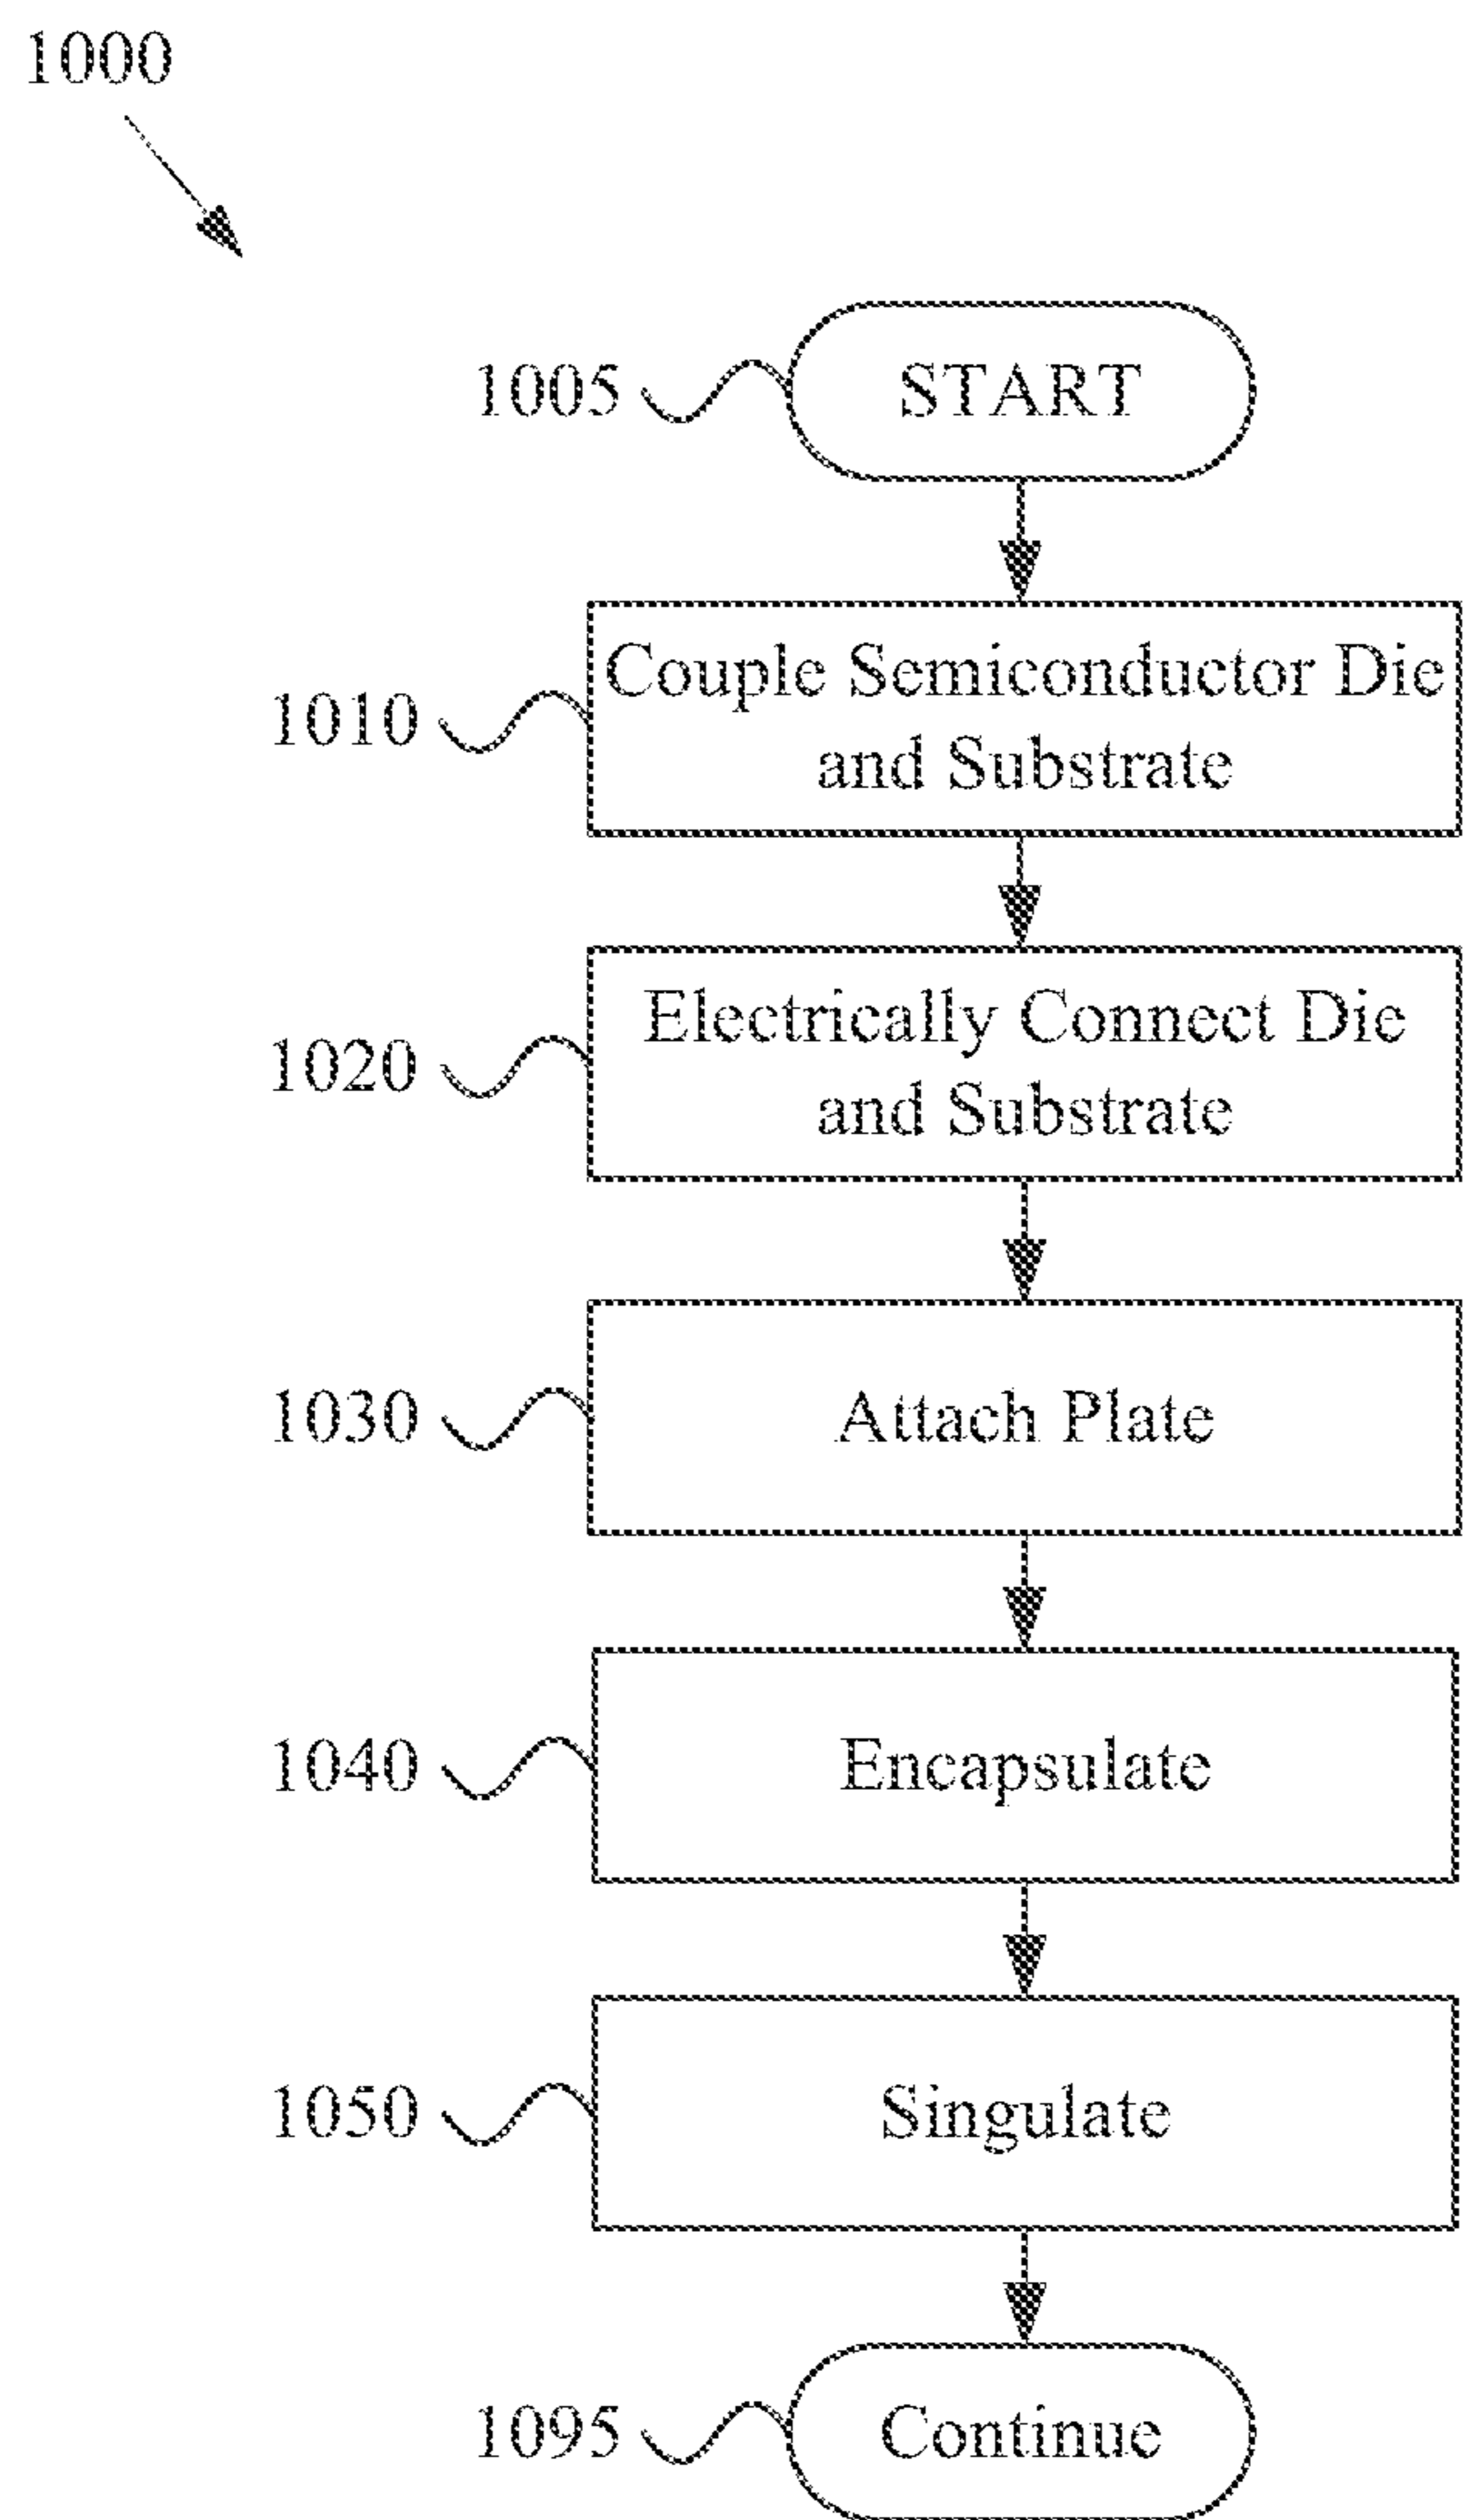 1000
1005 START
1010 Couple Semiconductor Die
and Substrate
1020 Electrically Connect Die
and Substrate
1030 Attach Plate
1040 Encapsulate
1050 Singulate
1095 Continue